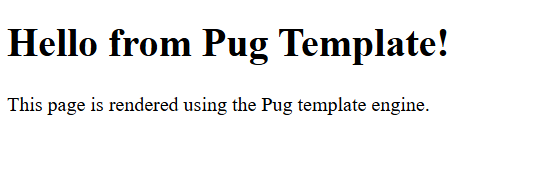 Hello from Pug Template!
This page is rendered using the Pug template engine.